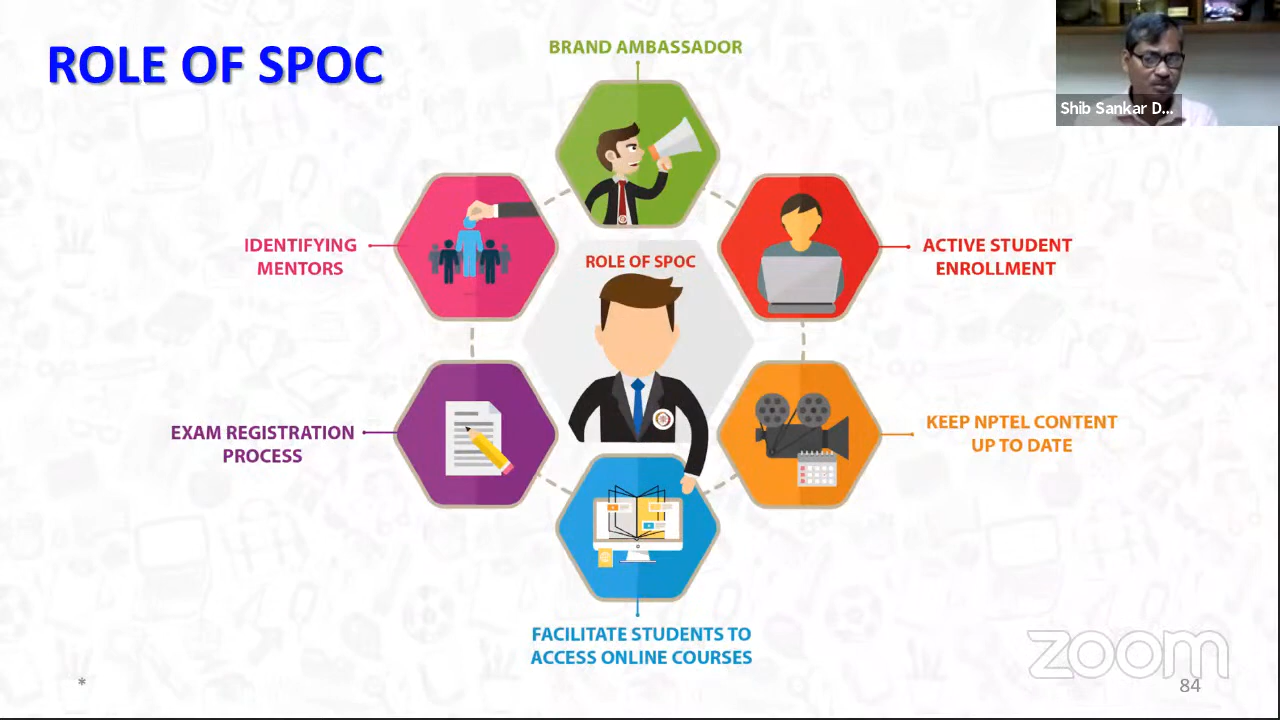 ROLE OF SPOC
BRAND AMBASSADOR
Shib Sankar D...
IDENTIFYING
MENTORS
ROLE OF SPOC
ACTIVE STUDENT
ENROLLMENT
EXAM REGISTRATION
PROCESS
KEEP NPTEL CONTENT
UP TO DATE
FACILITATE STUDENTS TO
ACCESS ONLINE COURSES
zoom
*
84